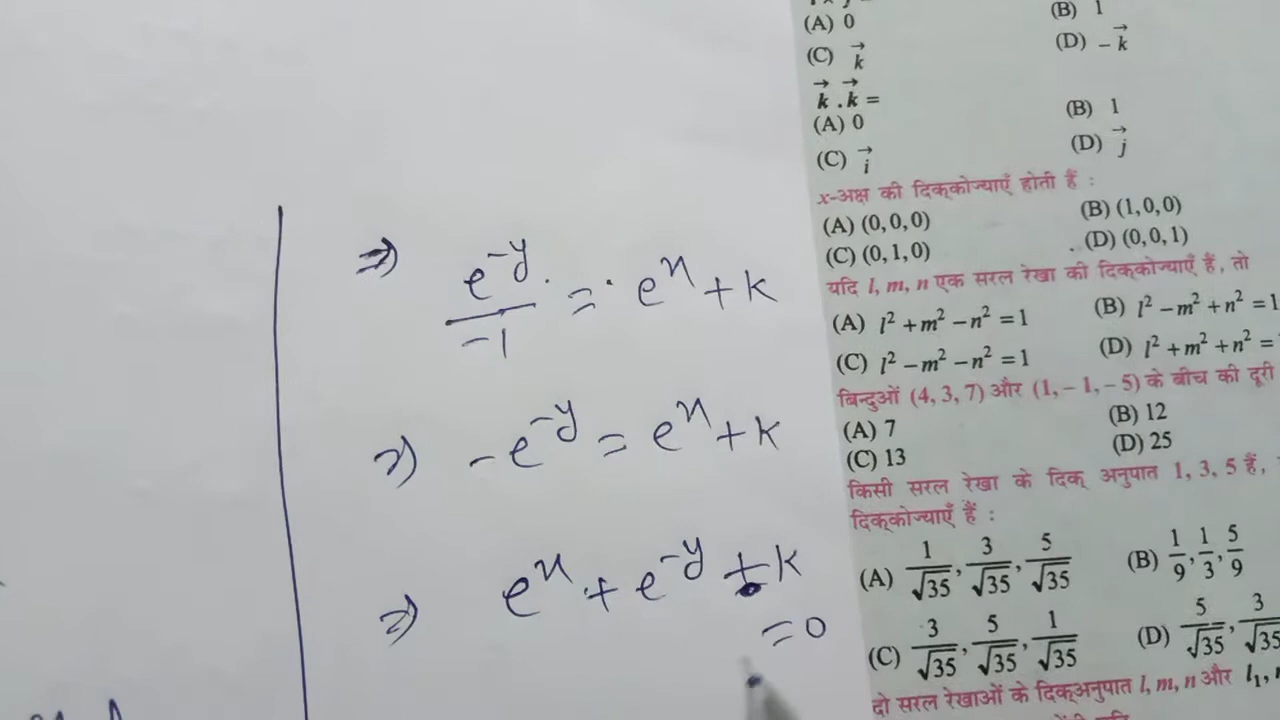 ⇒ e^-y / -1 = e^x + k
⇒ -e^-y = e^x + k
⇒ e^x + e^-y + k
= 0
(A) 0 (B) 1
(C) k⃗ (D) -k⃗
k⃗ . k⃗ =
(A) 0 (B) 1
(C) i⃗ (D) j⃗
x-अक्ष की दिक्‌कोज्याएँ होती हैं :
(A) (0, 0, 0) (B) (1, 0, 0)
(C) (0, 1, 0) (D) (0, 0, 1)
यदि l, m, n एक सरल रेखा की दिक्‌कोज्याएँ हैं, तो
(A) l² + m² - n² = 1 (B) l² - m² + n² = 1
(C) l² - m² - n² = 1 (D) l² + m² + n² =
बिन्दुओं (4, 3, 7) और (1, -1, -5) के बीच की दूरी
(A) 7 (B) 12
(C) 13 (D) 25
किसी सरल रेखा के दिक् अनुपात 1, 3, 5 हैं,
दिक्‌कोज्याएँ हैं :
(A) 1/√35, 3/√35, 5/√35 (B) 1/9, 1/3, 5/9
(C) 3/√35, 5/√35, 1/√35 (D) 5/√35, 3/√35
दो सरल रेखाओं के दिक्‌अनुपात l, m, n और l₁,